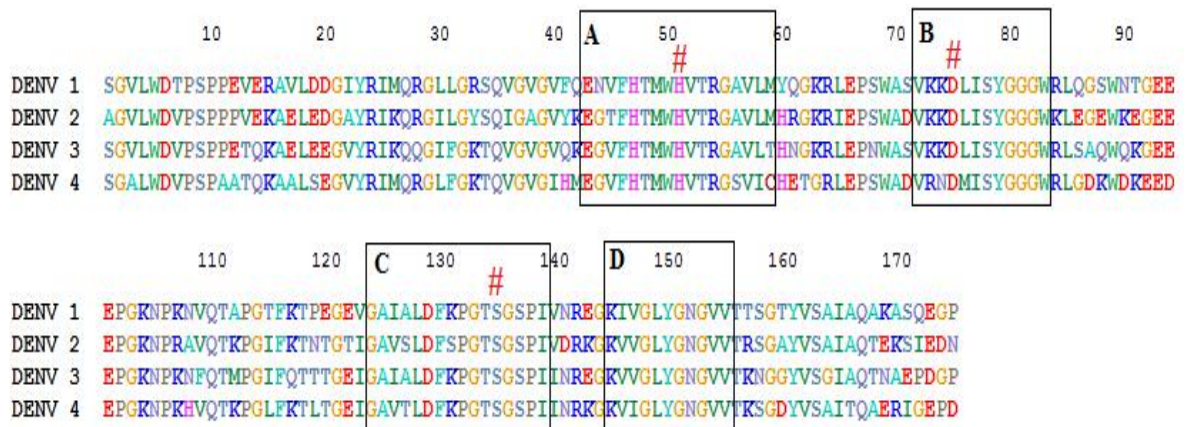 10 20 30 40 A 50 60 70 B 80 90
# #
DENV 1 SGVLWDTPSPPEVERAVLDDGIYRIMQRGLLGRSQVGVGVFQENVFHTMWHVTRGAVLMYQGKRLEPSWASVKKDLISYGGGWRLQGSWNTGEE
DENV 2 AGVLWDVPSPPPVEKAELEDGAYRIKQRGILGYSQIGAGVYKEGTFHTMWHVTRGAVLMHRGKRIEPSWADVKKDLISYGGGWKLEGEWKEGEE
DENV 3 SGVLWDVPSPPETQKAELEEGVYRIKQQGIFGKTQVGVGVQKEGVFHTMWHVTRGAVLTHNGKRLEPNWASVKKDLISYGGGWRLSAQWQKGEE
DENV 4 SGALWDVPSPAATQKAALSEGVYRIMQRGLFGKTQVGVGIHMEGVFHTMWHVTRGSVICHETGRLEPSWADVRNDMISYGGGWRLGDKWDKEED
110 120 C 130 140 D 150 160 170
#
DENV 1 EPGKNPKNVQTAPGTFKTPEGEVGAIALDFKPGTSGSPIVNREGKIVGLYGNGVVTTSGTYVSAIAQAKASQEGP
DENV 2 EPGKNPRAVQTKPGIFKTNTGTIGAVSLDFSPGTSGSPIVDRKGKVVGLYGNGVVTRSGAYVSAIAQTEKSIEDN
DENV 3 EPGKNPKNFQTMPGIFQTTTGEIGAIALDFKPGTSGSPIINREGKVVGLYGNGVVTKNGGYVSGIAQTNAEPDGP
DENV 4 EPGKNPKHVQTKPGLFKTLTGEIGAVTLDFKPGTSGSPIINRKGKVIGLYGNGVVTKSGDYVSAITQAERIGEPD